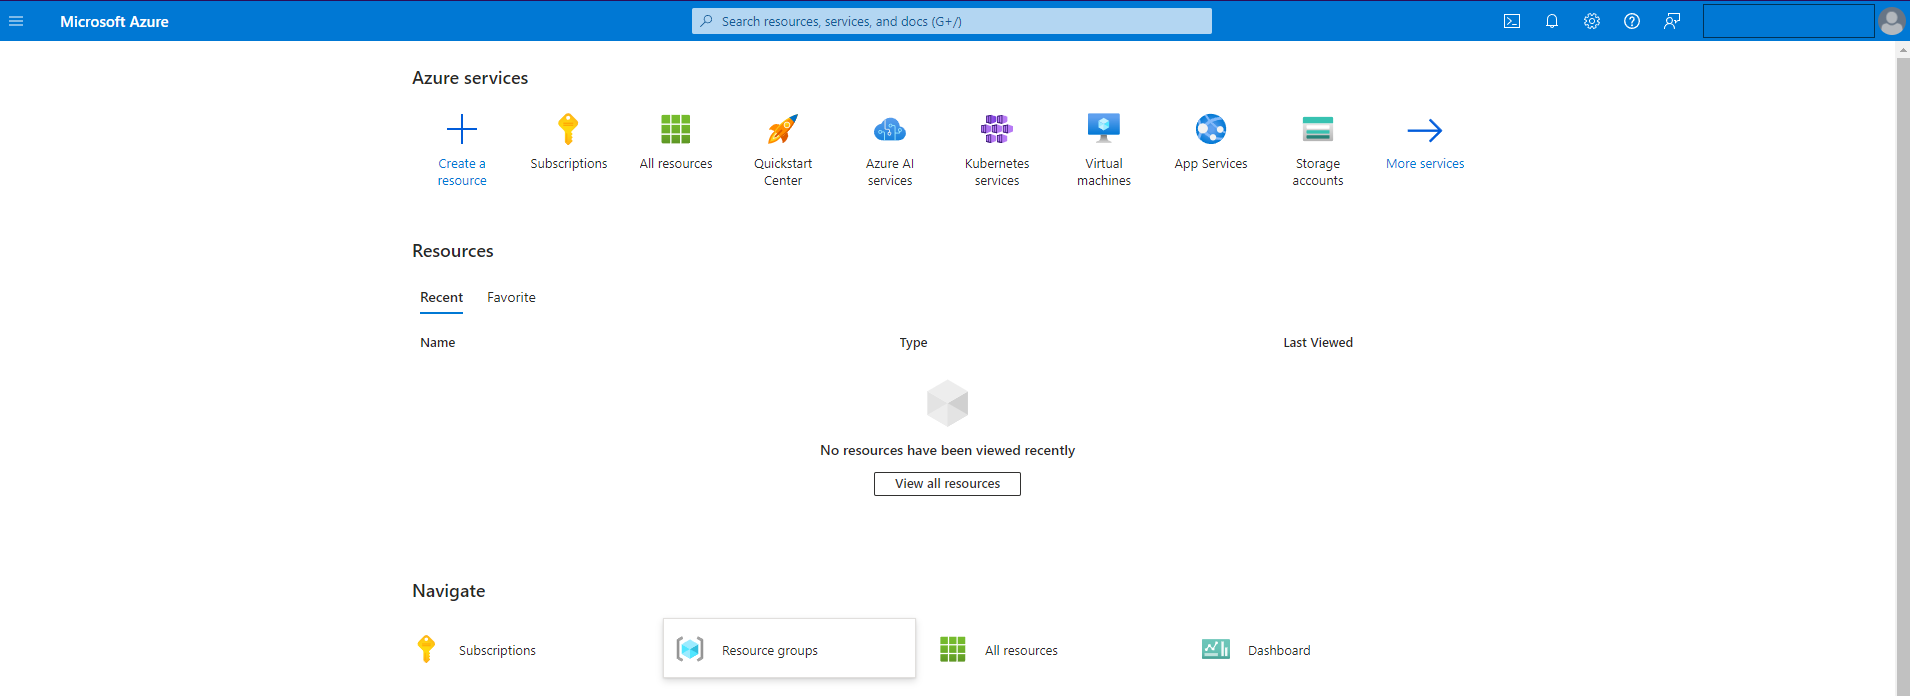 Microsoft Azure
Search resources, services, and docs (G+/)
Azure services
Create a
resource
Subscriptions
All resources
Quickstart
Center
Azure AI
services
Kubernetes
services
Virtual
machines
App Services
Storage
accounts
More services
Resources
Recent
Favorite
Name
Type
Last Viewed
No resources have been viewed recently
View all resources
Navigate
Subscriptions
Resource groups
All resources
Dashboard